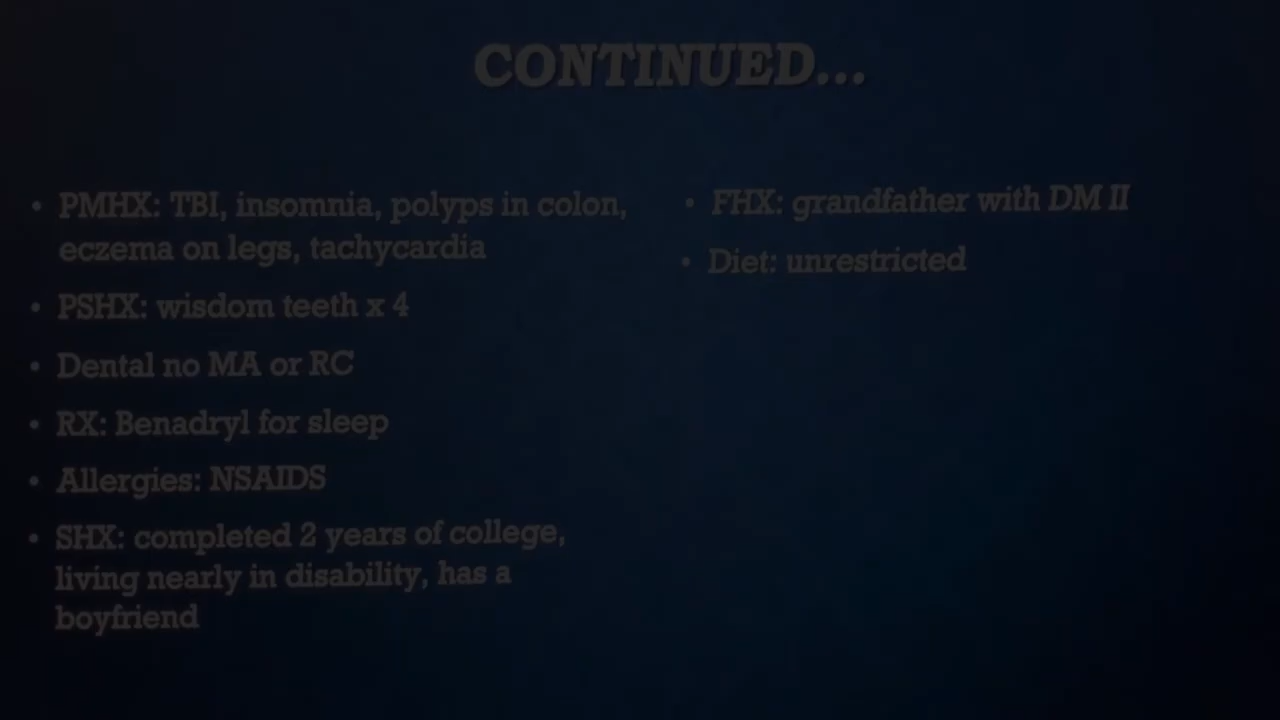 CONTINUED...
• PMHX: TBI, insomnia, polyps in colon,
eczema on legs, tachycardia
• PSHX: wisdom teeth x 4
• Dental no MA or RC
• RX: Benadryl for sleep
• Allergies: NSAIDS
• SHX: completed 2 years of college,
living nearly in disability, has a
boyfriend
• FHX: grandfather with DM II
• Diet: unrestricted